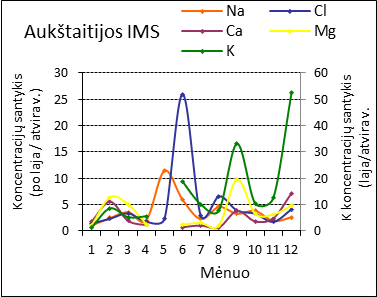 Aukštaitijos IMS
Na
Cl
Ca
Mg
K
Koncentracijų santykis
(po laja / atvira v.)
30
25
20
15
10
5
0
60
50
40
30
20
10
0
K koncentracijų santykis
(laja/atvira v.)
1 2 3 4 5 6 7 8 9 10 11 12
Mėnuo